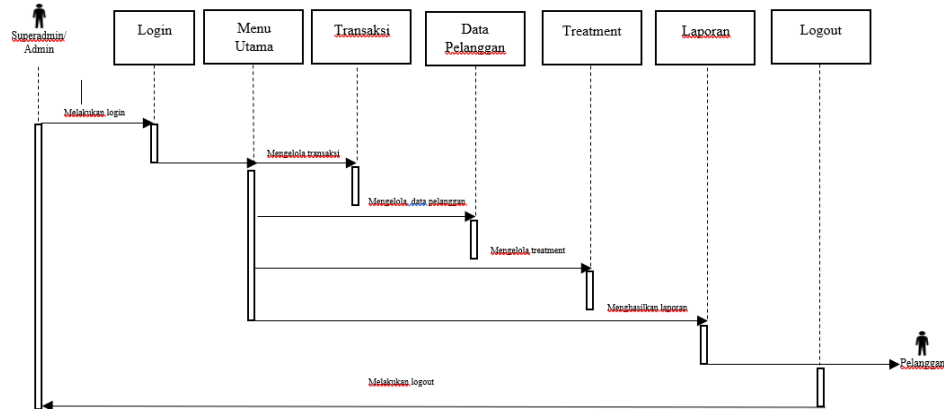 Superadmin/
Admin
Login
Menu
Utama
Transaksi
Data
Pelanggan
Treatment
Laporan
Logout
Melakukan login
Mengelola transaksi
Mengelola data pelanggan
Mengelola treatment
Menghasilkan laporan
Pelanggan
Melakukan logout